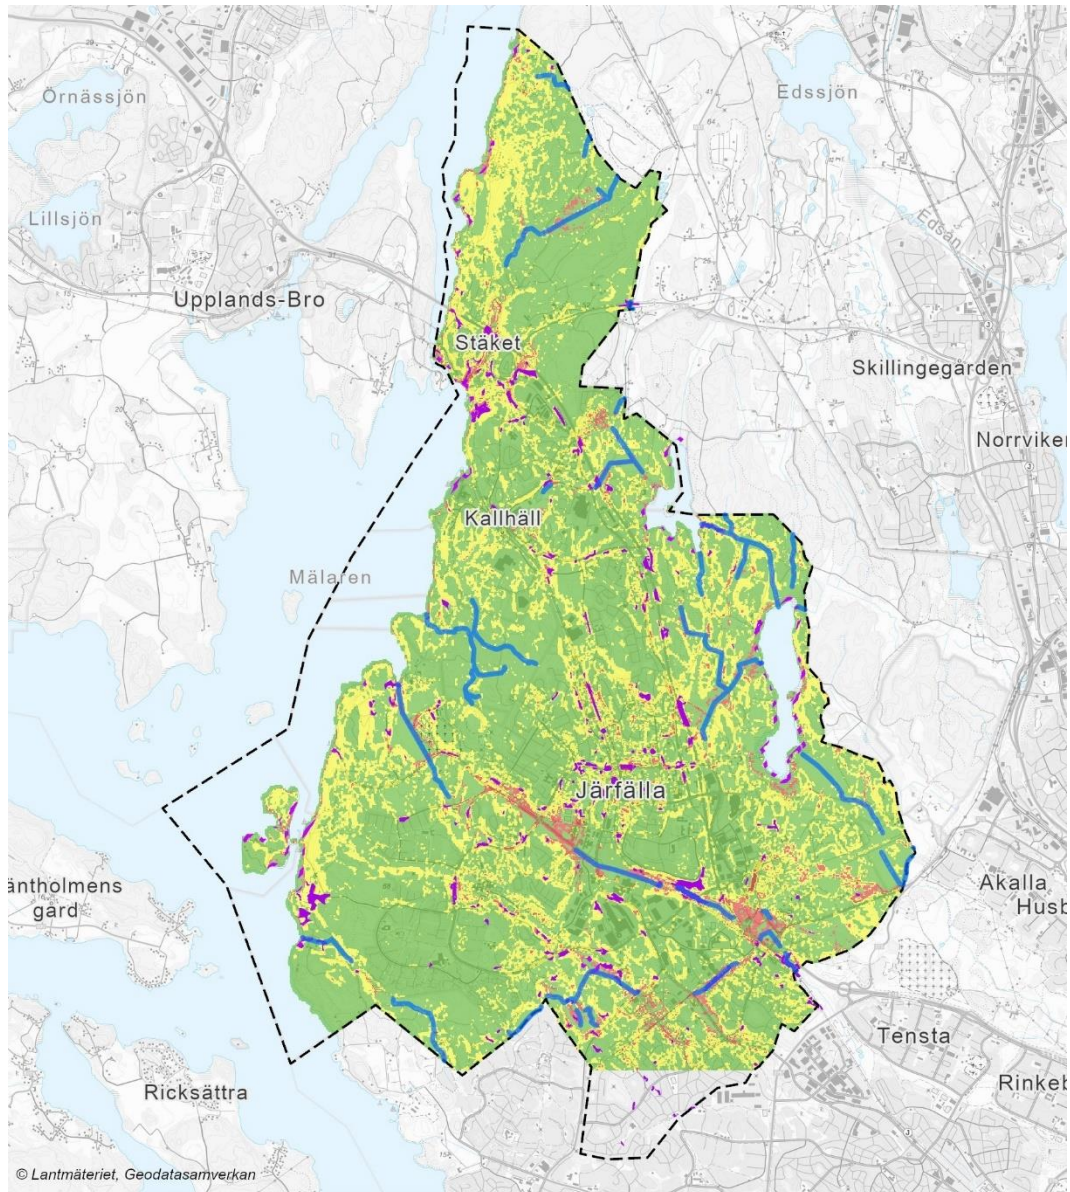 Örnässjön
Edssjön
Lillsjön
Edsån
Upplands-Bro
Stäket
Skillingegården
Norrviken
Kallhäll
Mälaren
Järfälla
äntholmens
gård
Akalla
Husb
Tensta
Ricksättra
Rinkeb
© Lantmäteriet, Geodatasamverkan